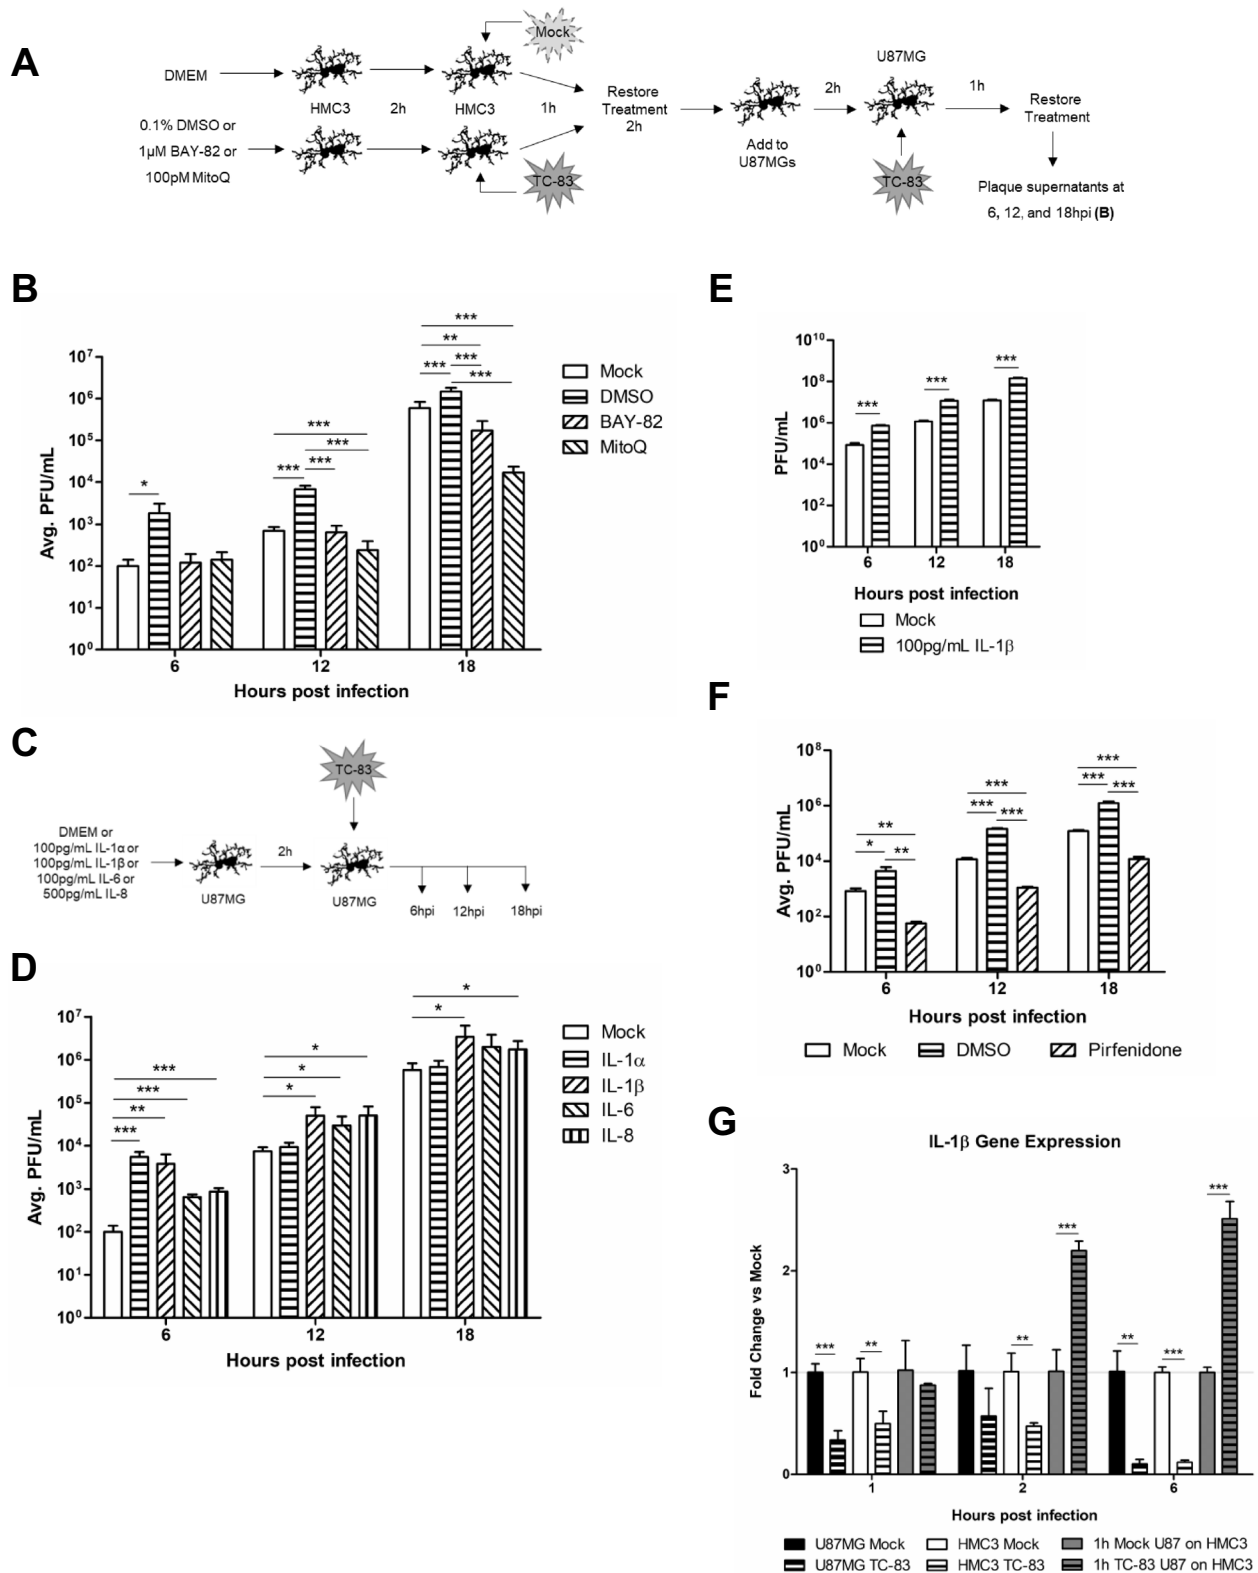 A
Mock
U87MG
DMEM
HMC3
2h
HMC3
1h
Restore
Treatment
2h
2h
1h
Restore
Treatment
0.1% DMSO or
1µM BAY-82 or
100pM MitoQ
Add to
U87MGs
TC-83
TC-83
Plaque supernatants at
6, 12, and 18hpi (B)
B
Avg. PFU/mL
10⁷
10⁶
10⁵
10⁴
10³
10²
10¹
10⁰
*
***
***
***
***
***
**
***
***
***
6
12
18
Hours post infection
Mock
DMSO
BAY-82
MitoQ
E
PFU/mL
10¹⁰
10⁸
10⁶
10⁴
10²
10⁰
***
***
***
6
12
18
Hours post infection
Mock
100pg/mL IL-1β
C
TC-83
DMEM or
100pg/mL IL-1α or
100pg/mL IL-1β or
100pg/mL IL-6 or
500pg/mL IL-8
U87MG
2h
U87MG
6hpi
12hpi
18hpi
F
Avg. PFU/mL
10⁸
10⁶
10⁴
10²
10⁰
**
*
**
***
***
***
***
***
***
6
12
18
Hours post infection
Mock
DMSO
Pirfenidone
D
Avg. PFU/mL
10⁷
10⁶
10⁵
10⁴
10³
10²
10¹
10⁰
***
***
**
***
*
*
*
*
*
6
12
18
Hours post infection
Mock
IL-1α
IL-1β
IL-6
IL-8
G
IL-1β Gene Expression
Fold Change vs Mock
3
2
1
0
***
**
**
***
**
***
***
1
2
6
Hours post infection
U87MG Mock
HMC3 Mock
1h Mock U87 on HMC3
U87MG TC-83
HMC3 TC-83
1h TC-83 U87 on HMC3